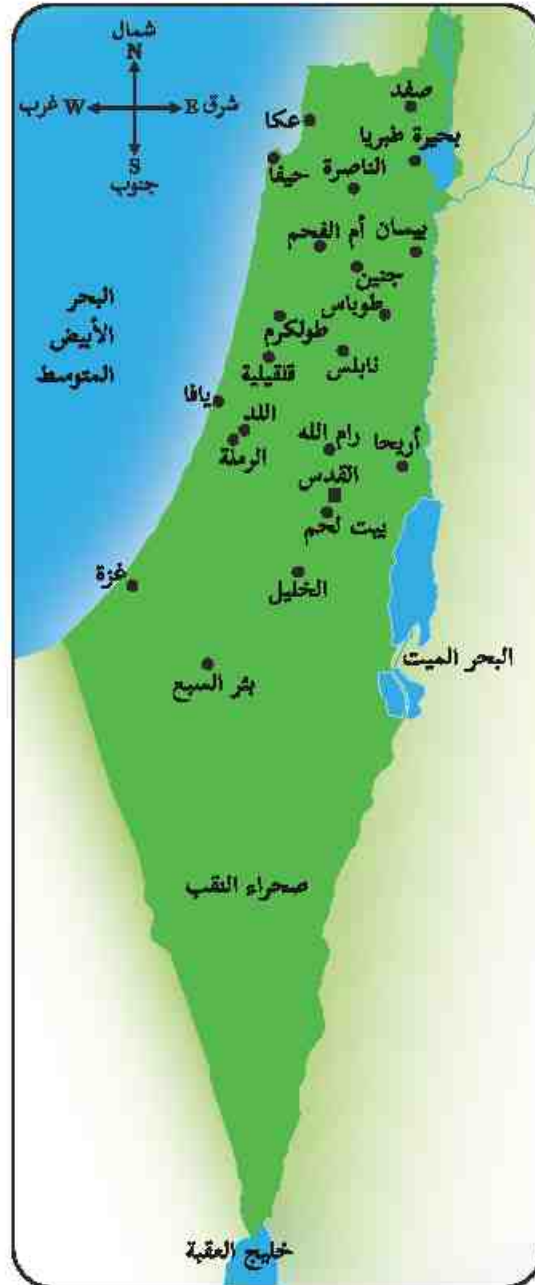 شمال
N
غرب W E شرق
S
جنوب
صفد
عكا
بحيرة طبريا
حيفا
الناصرة
بيسان
أم الفحم
جنين
طوباس
طولكرم
نابلس
قلقيلية
يافا
اللد
الرملة
رام الله
أريحا
القدس
بيت لحم
غزة
الخليل
البحر
الأبيض
المتوسط
البحر الميت
بئر السبع
صحراء النقب
خليج العقبة